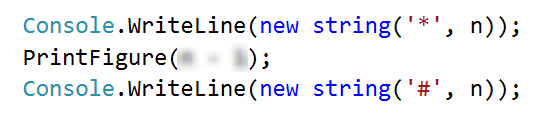 Console.WriteLine(new string('*', n));
PrintFigure();
Console.WriteLine(new string('#', n));